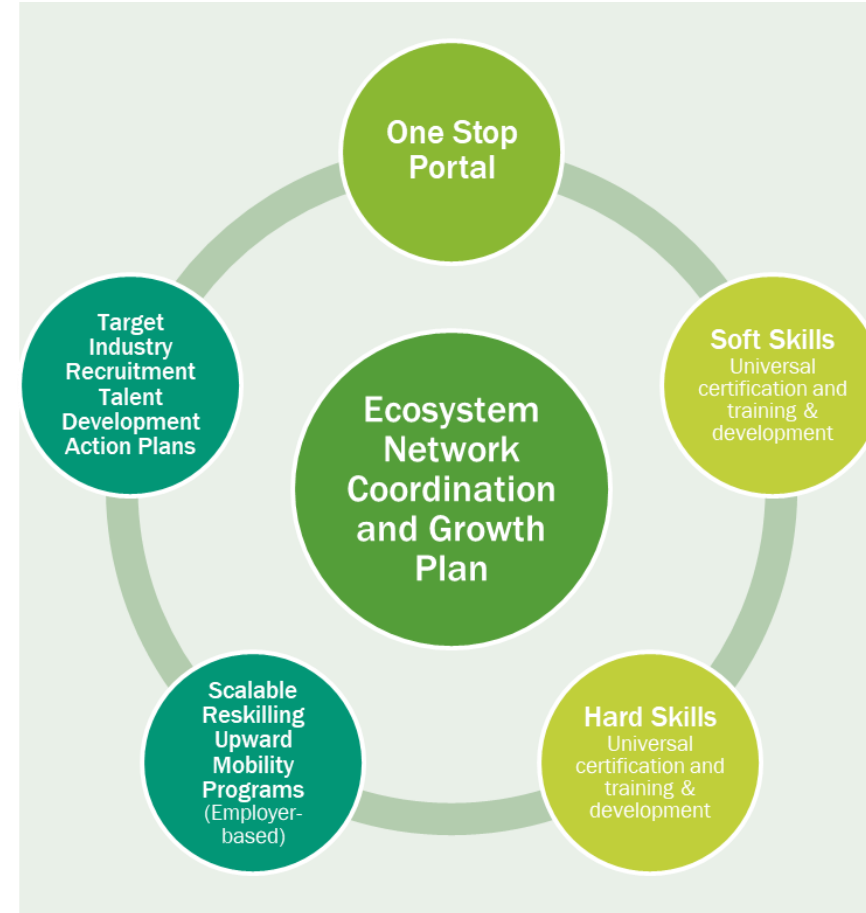 One Stop
Portal
Soft Skills
Universal
certification and
training &
development
Hard Skills
Universal
certification and
training &
development
Scalable
Reskilling
Upward
Mobility
Programs
(Employer-
based)
Target
Industry
Recruitment
Talent
Development
Action Plans
Ecosystem
Network
Coordination
and Growth
Plan